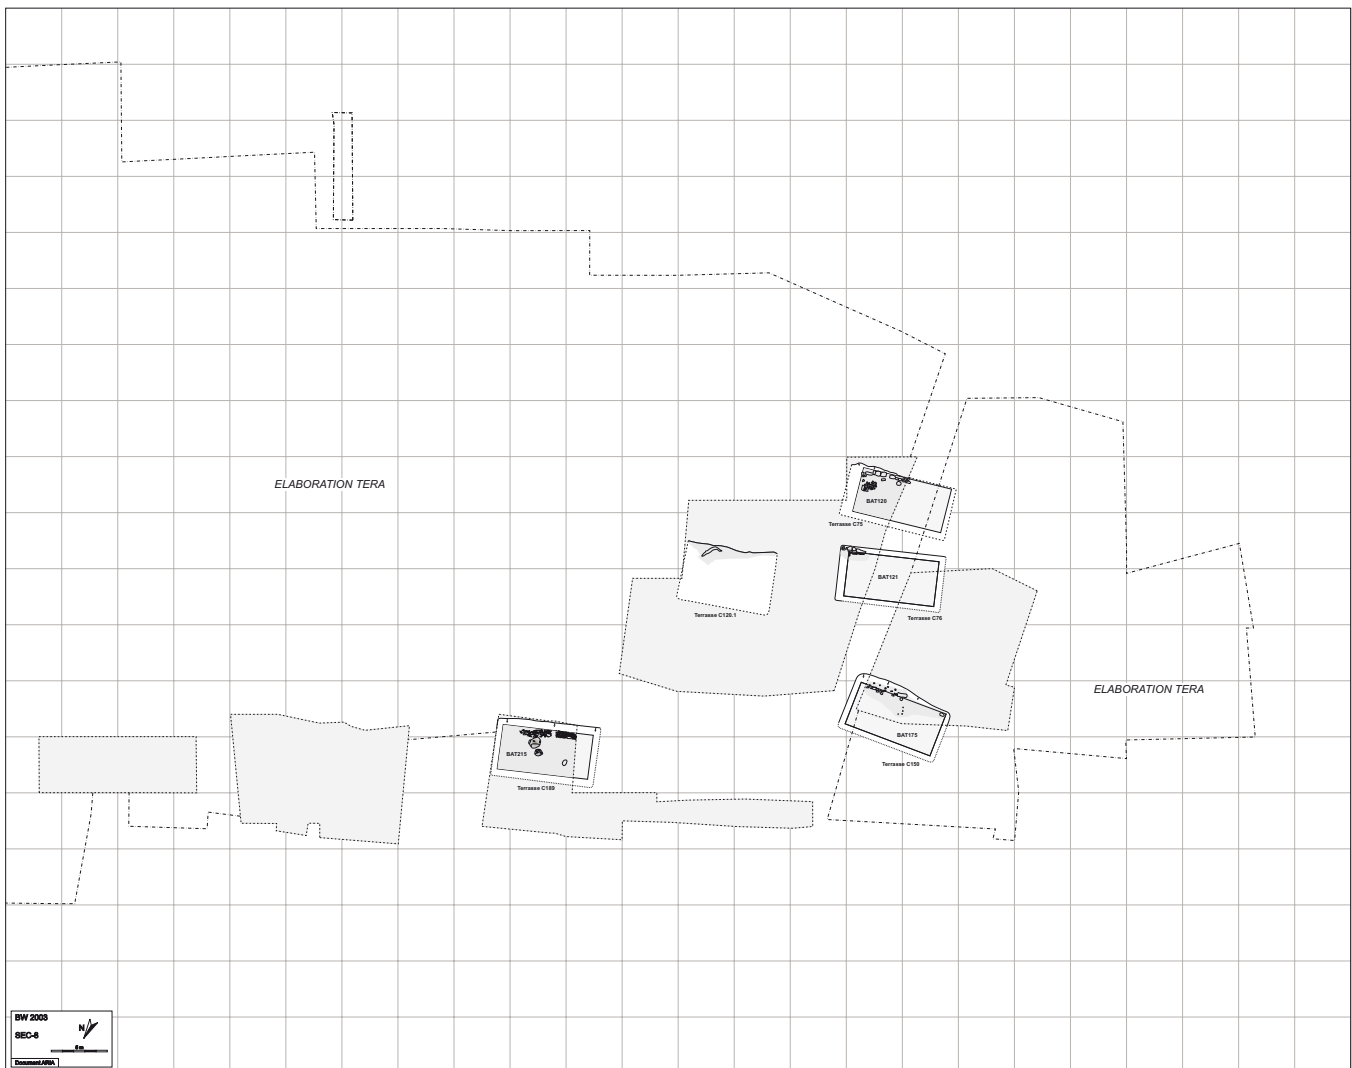 ELABORATION TERA
BAT120
Terrasse C75
BAT121
Terrasse C120.1
Terrasse C76
ELABORATION TERA
BAT175
BAT215
Terrasse C150
Terrasse C180
BW 2003
SEC-6
N
5 m
Document ARIA